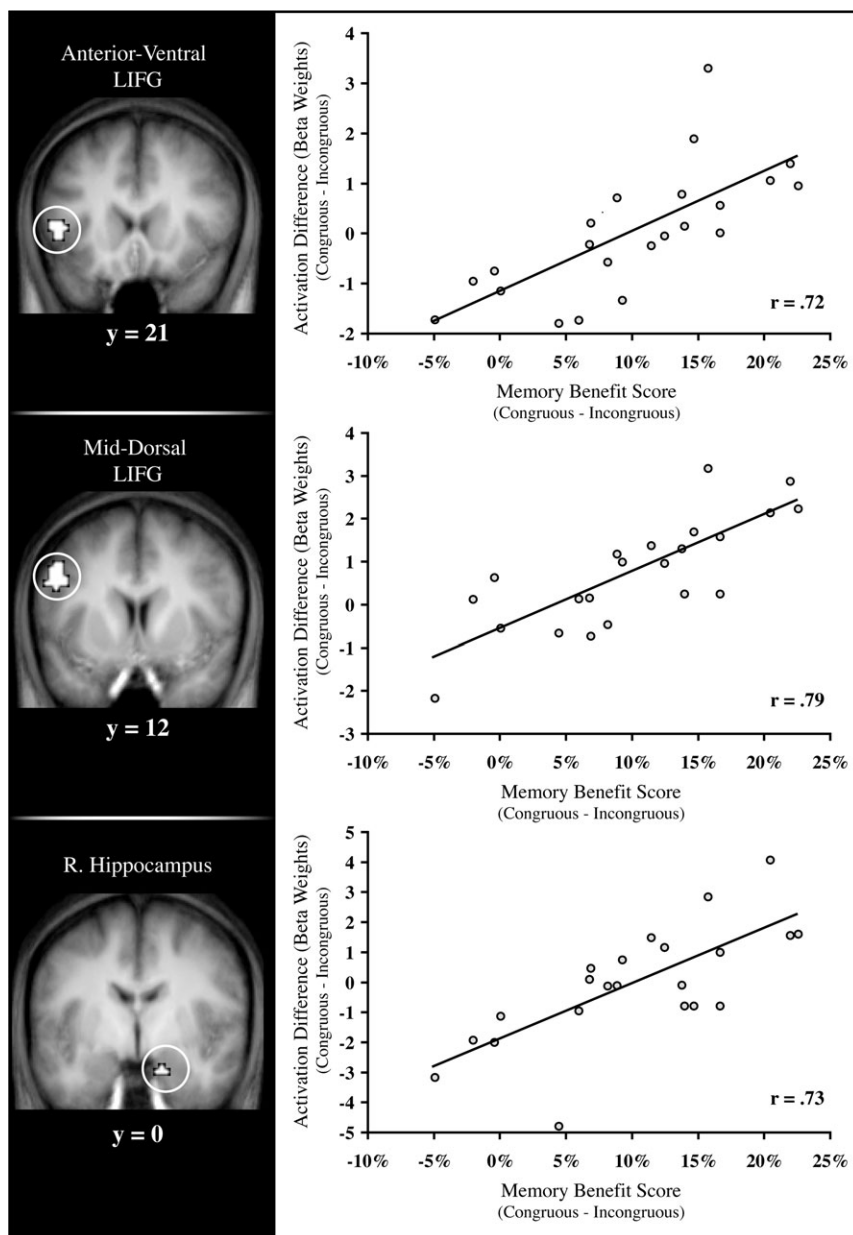 Anterior-Ventral
LIFG
y = 21
Activation Difference (Beta Weights)
(Congruous - Incongruous)
4
3
2
1
0
-1
-2
-10%
-5%
0%
5%
10%
15%
20%
25%
r = .72
Memory Benefit Score
(Congruous - Incongruous)
Mid-Dorsal
LIFG
y = 12
Activation Difference (Beta Weights)
(Congruous - Incongruous)
4
3
2
1
0
-1
-2
-3
-10%
-5%
0%
5%
10%
15%
20%
25%
r = .79
Memory Benefit Score
(Congruous - Incongruous)
R. Hippocampus
y = 0
Activation Difference (Beta Weights)
(Congruous - Incongruous)
5
4
3
2
1
0
-1
-2
-3
-4
-5
-10%
-5%
0%
5%
10%
15%
20%
25%
r = .73
Memory Benefit Score
(Congruous - Incongruous)